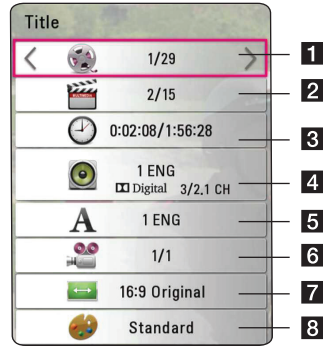 Title
1/29
1
2/15
2
0:02:08/1:56:28
3
1 ENG
Digital 3/2.1 CH
4
A 1 ENG
5
1/1
6
16:9 Original
7
Standard
8